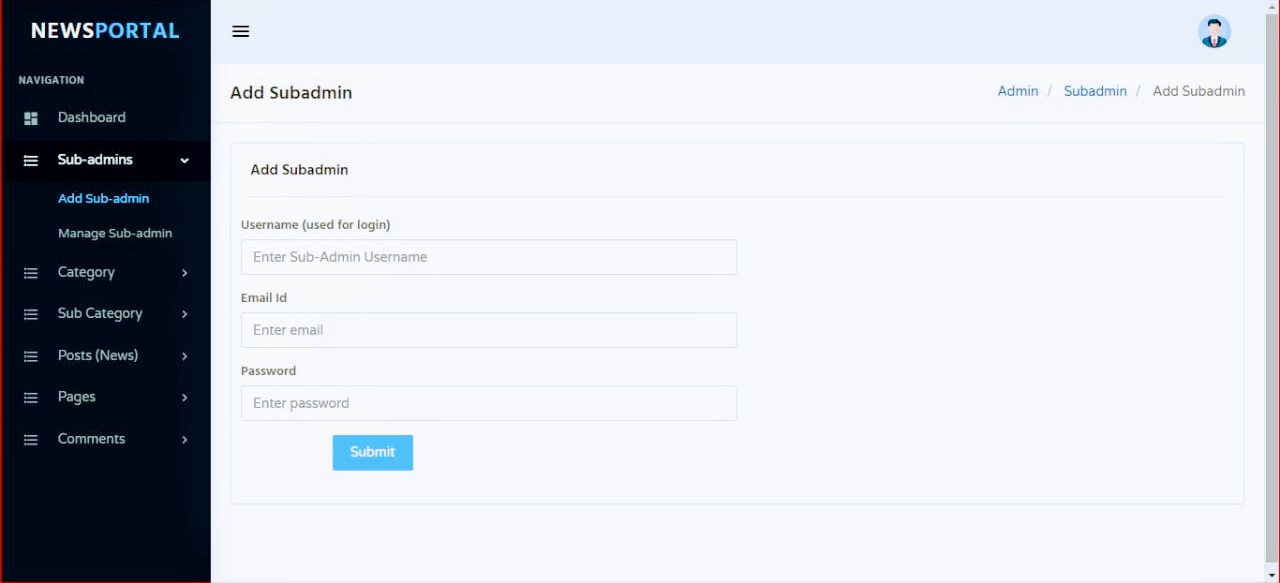 NEWSPORTAL
NAVIGATION
Dashboard
Sub-admins
Add Sub-admin
Manage Sub-admin
Category
Sub Category
Posts (News)
Pages
Comments
Add Subadmin
Admin / Subadmin / Add Subadmin
Add Subadmin
Username (used for login)
Enter Sub-Admin Username
Email Id
Enter email
Password
Enter password
Submit